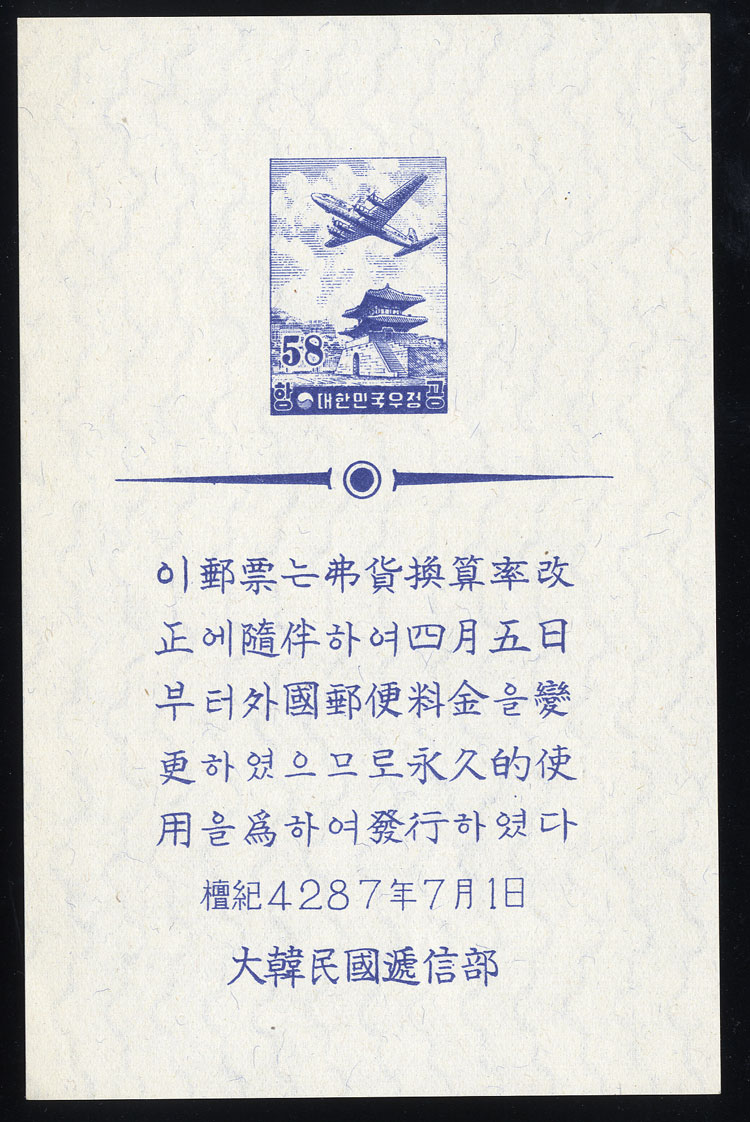 58
항 대한민국우정 공
이郵票는弗貨換算率改
正에隨伴하여四月五日
부터外國郵便料金을變
更하였으므로永久的使
用을爲하여發行하였다
檀紀4287年7月1日
大韓民國遞信部